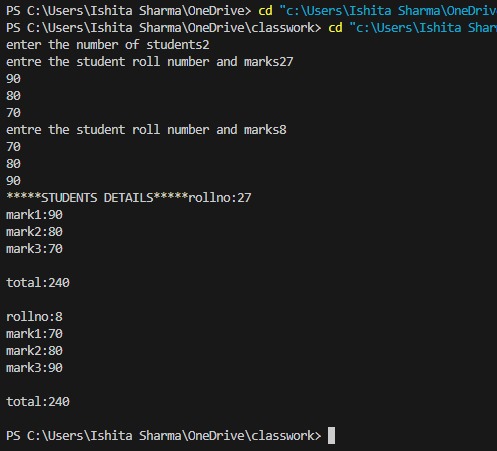 PS C:\Users\Ishita Sharma\OneDrive> cd "c:\Users\Ishita Sharma\OneDrive
PS C:\Users\Ishita Sharma\OneDrive\classwork> cd "c:\Users\Ishita Shar
enter the number of students2
entre the student roll number and marks27
90
80
70
entre the student roll number and marks8
70
80
90
*****STUDENTS DETAILS*****rollno:27
mark1:90
mark2:80
mark3:70
total:240
rollno:8
mark1:70
mark2:80
mark3:90
total:240
PS C:\Users\Ishita Sharma\OneDrive\classwork>